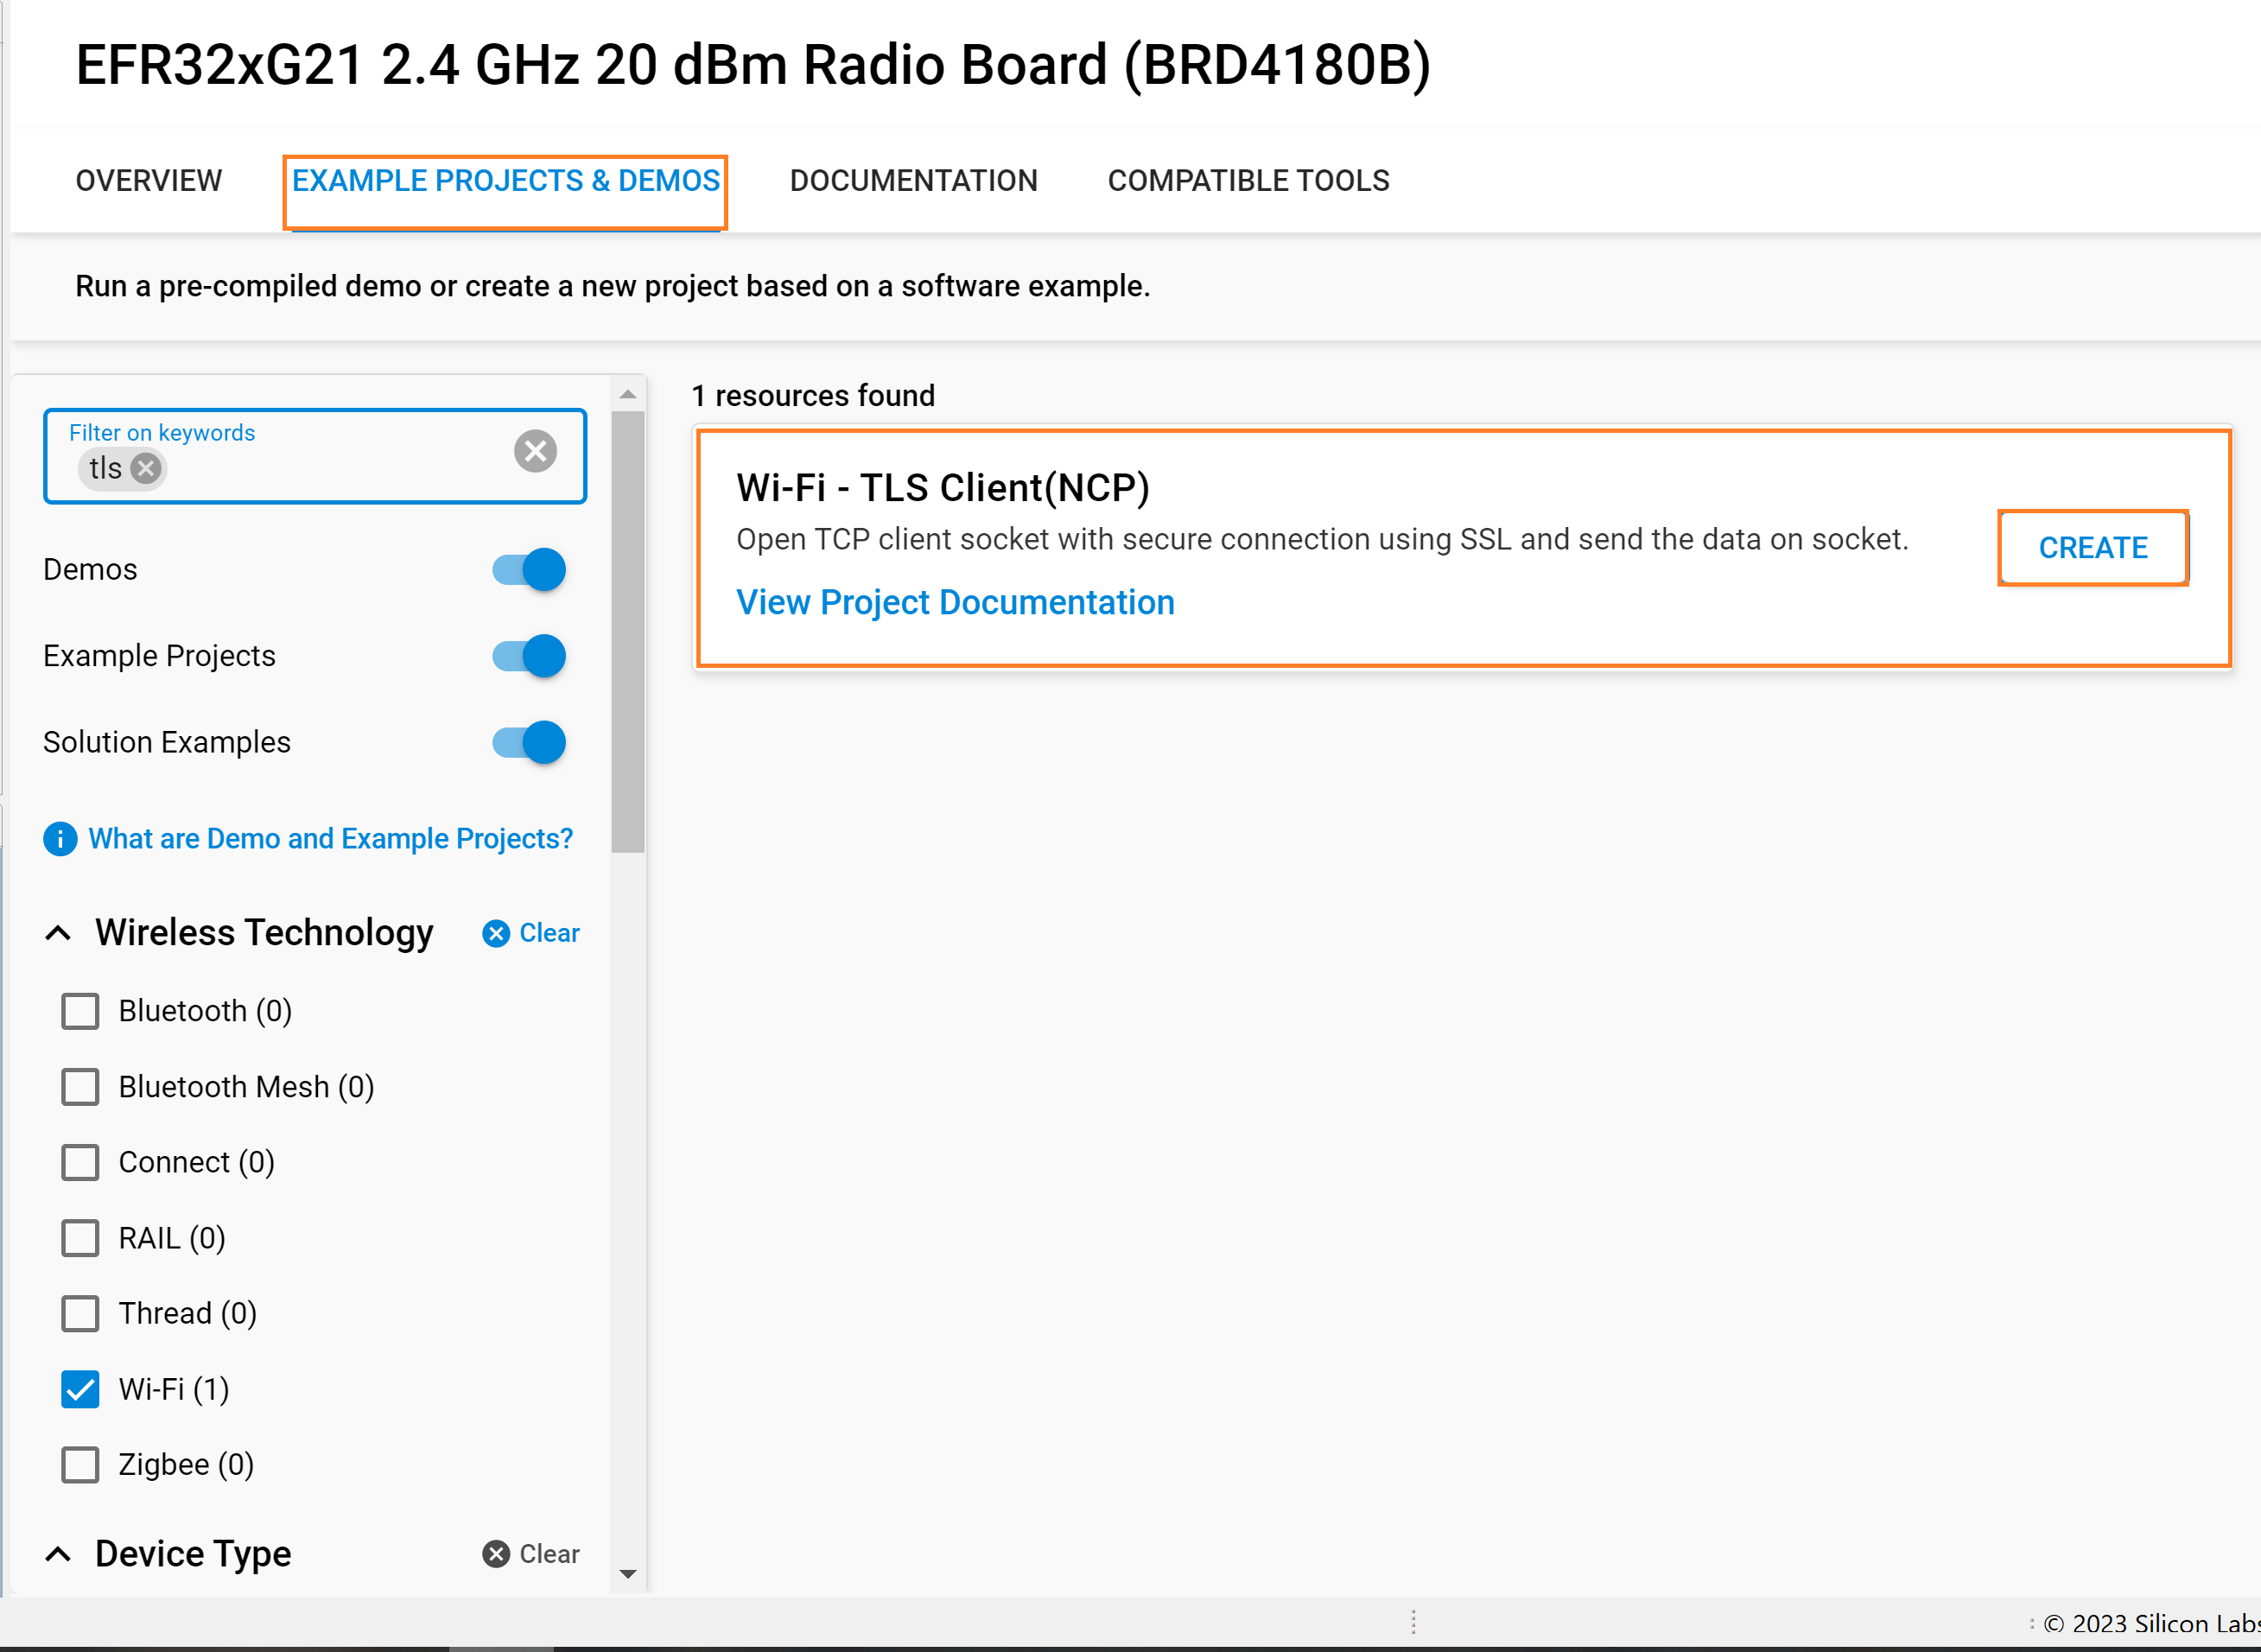 EFR32xG21 2.4 GHz 20 dBm Radio Board (BRD4180B)
OVERVIEW
EXAMPLE PROJECTS & DEMOS
DOCUMENTATION
COMPATIBLE TOOLS
Run a pre-compiled demo or create a new project based on a software example.
Filter on keywords
tls
Demos
Example Projects
Solution Examples
What are Demo and Example Projects?
Wireless Technology
Clear
Bluetooth (0)
Bluetooth Mesh (0)
Connect (0)
RAIL (0)
Thread (0)
Wi-Fi (1)
Zigbee (0)
Device Type
Clear
1 resources found
Wi-Fi - TLS Client(NCP)
Open TCP client socket with secure connection using SSL and send the data on socket.
View Project Documentation
CREATE
© 2023 Silicon Labs